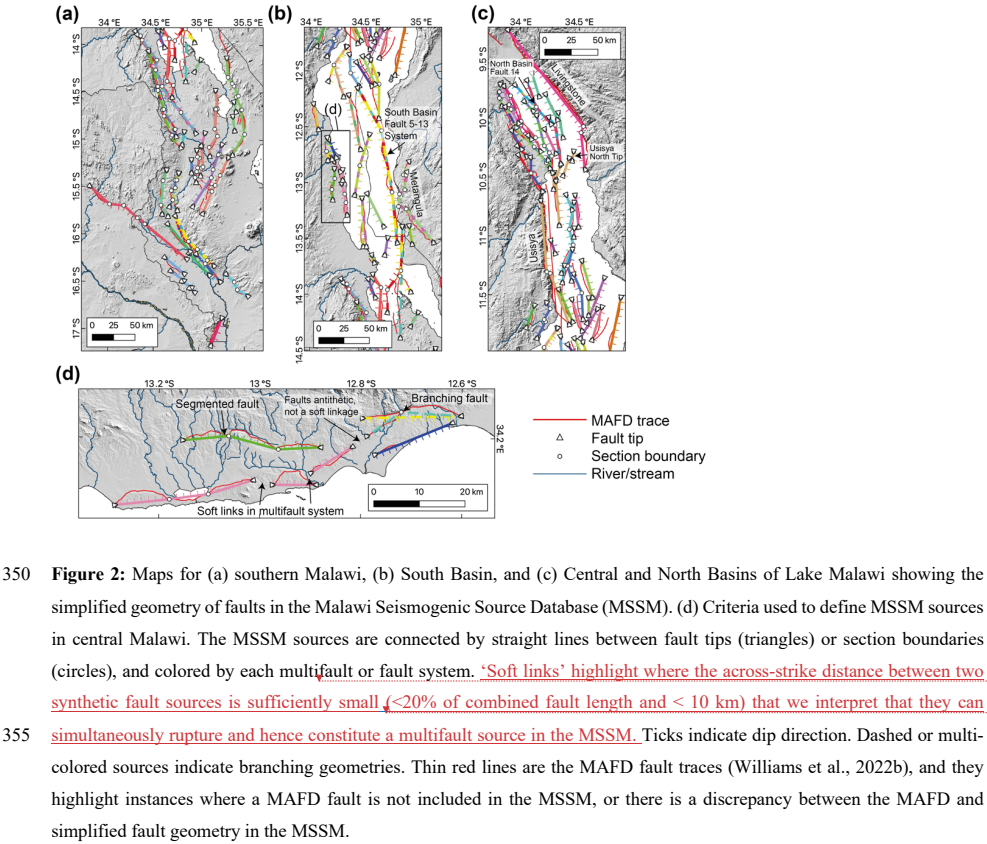 (a)
34 °E 34.5 °E 35 °E 35.5 °E
14 °S
14.5 °S
15 °S
15.5 °S
16 °S
16.5 °S
17 °S
0 25 50 km
(b)
34 °E 34.5 °E 35 °E
12 °S
12.5 °S
13 °S
13.5 °S
14 °S
14.5 °S
(d)
South Basin
Fault 5-13
System
Metangula
0 25 50 km
(c)
34 °E 34.5 °E
9.5 °S
10 °S
10.5 °S
11 °S
11.5 °S
0 25 50 km
North Basin
Fault 14
Livingstone
Usisya
North Tip
Usisya
(d)
13.2 °S 13 °S 12.8 °S 12.6 °S
34.2 °E
Segmented fault
Faults antithetic,
not a soft linkage
Branching fault
Soft links in multifault system
0 10 20 km
MAFD trace
Fault tip
Section boundary
River/stream
350 Figure 2: Maps for (a) southern Malawi, (b) South Basin, and (c) Central and North Basins of Lake Malawi showing the
simplified geometry of faults in the Malawi Seismogenic Source Database (MSSM). (d) Criteria used to define MSSM sources
in central Malawi. The MSSM sources are connected by straight lines between fault tips (triangles) or section boundaries
(circles), and colored by each multifault or fault system. ‘Soft links’ highlight where the across-strike distance between two
synthetic fault sources is sufficiently small (<20% of combined fault length and < 10 km) that we interpret that they can
355 simultaneously rupture and hence constitute a multifault source in the MSSM. Ticks indicate dip direction. Dashed or multi-
colored sources indicate branching geometries. Thin red lines are the MAFD fault traces (Williams et al., 2022b), and they
highlight instances where a MAFD fault is not included in the MSSM, or there is a discrepancy between the MAFD and
simplified fault geometry in the MSSM.